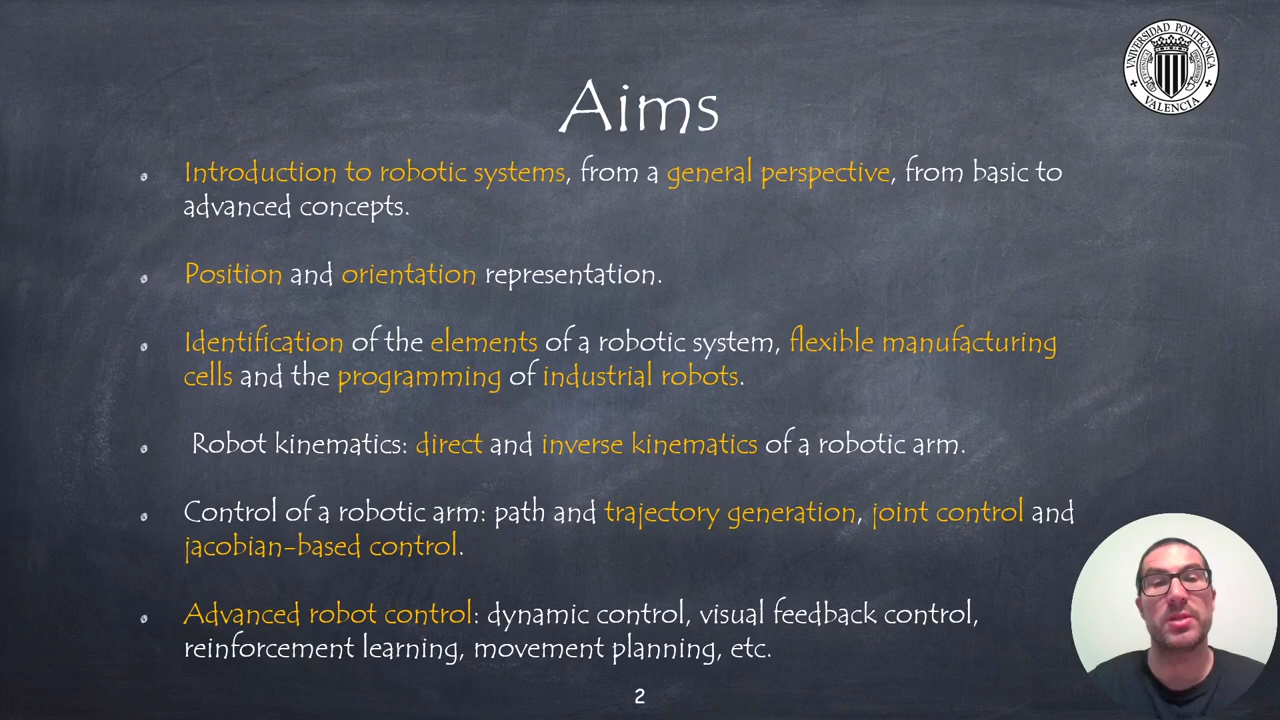 UNIVERSIDAD POLITECNICA
VALENCIA
Aims
Introduction to robotic systems, from a general perspective, from basic to
advanced concepts.
Position and orientation representation.
Identification of the elements of a robotic system, flexible manufacturing
cells and the programming of industrial robots.
Robot kinematics: direct and inverse kinematics of a robotic arm.
Control of a robotic arm: path and trajectory generation, joint control and
jacobian-based control.
Advanced robot control: dynamic control, visual feedback control,
reinforcement learning, movement planning, etc.
2